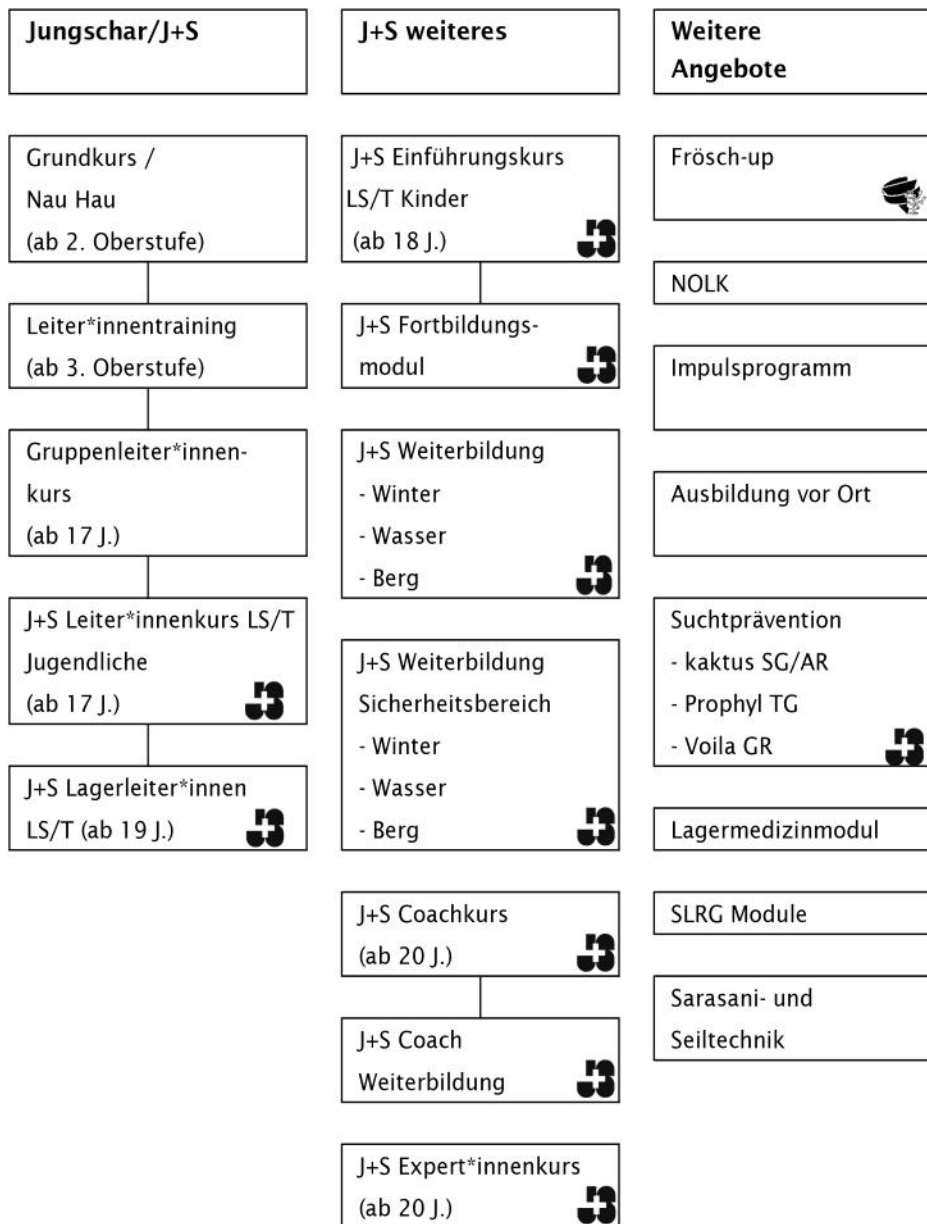 Jungschar/J+S
Grundkurs /
Nau Hau
(ab 2. Oberstufe)
Leiter*innentraining
(ab 3. Oberstufe)
Gruppenleiter*innen-
kurs
(ab 17 J.)
J+S Leiter*innenkurs LS/T
Jugendliche
(ab 17 J.)
J+S
J+S Lagerleiter*innen
LS/T (ab 19 J.)
J+S
J+S weiteres
J+S Einführungskurs
LS/T Kinder
(ab 18 J.)
J+S
J+S Fortbildungs-
modul
J+S
J+S Weiterbildung
- Winter
- Wasser
- Berg
J+S
J+S Weiterbildung
Sicherheitsbereich
- Winter
- Wasser
- Berg
J+S
J+S Coachkurs
(ab 20 J.)
J+S
J+S Coach
Weiterbildung
J+S
J+S Expert*innenkurs
(ab 20 J.)
J+S
Weitere
Angebote
Frösch-up
NOLK
Impulsprogramm
Ausbildung vor Ort
Suchtprävention
- kaktus SG/AR
- Prophyl TG
- Voila GR
J+S
Lagermedizinmodul
SLRG Module
Sarasani- und
Seiltechnik